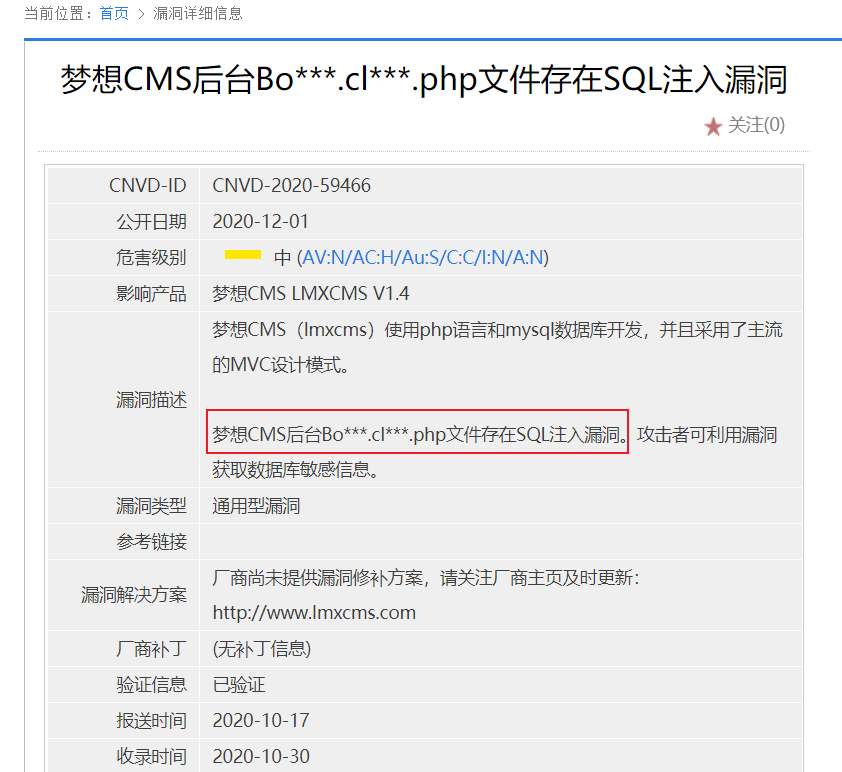 当前位置：首页 > 漏洞详细信息
梦想CMS后台Bo***.cl***.php文件存在SQL注入漏洞
关注(0)
CNVD-ID CNVD-2020-59466
公开日期 2020-12-01
危害级别 中 (AV:N/AC:H/Au:S/C:C/I:N/A:N)
影响产品 梦想CMS LMXCMS V1.4
梦想CMS（lmxcms）使用php语言和mysql数据库开发，并且采用了主流
的MVC设计模式。
漏洞描述
梦想CMS后台Bo***.cl***.php文件存在SQL注入漏洞。攻击者可利用漏洞
获取数据库敏感信息。
漏洞类型 通用型漏洞
参考链接
漏洞解决方案
厂商尚未提供漏洞修补方案，请关注厂商主页及时更新：
http://www.lmxcms.com
厂商补丁 (无补丁信息)
验证信息 已验证
报送时间 2020-10-17
收录时间 2020-10-30